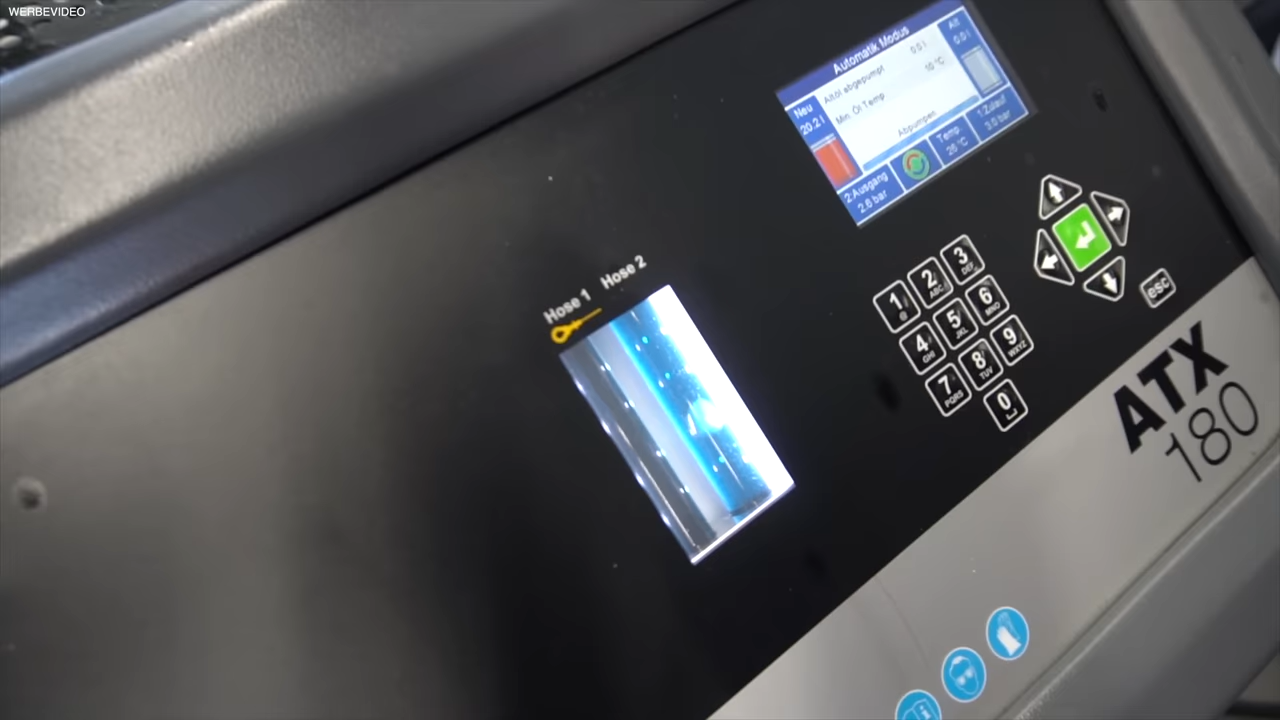 WERBEVIDEO
Automatik Modus
Neu
20.2 l
Altöl abgepumpt 0.0 l
Min. Öl Temp 10 °C
Abpumpen
Alt
0.0 l
2:Ausgang
2.6 bar
Temp.
26 °C
1:Zulauf
3.0 bar
Hose 1 Hose 2
1 @
2 ABC
3 DEF
4 GHI
5 JKL
6 MNO
7 PQRS
8 TUV
9 WXYZ
0
esc
ATX
180